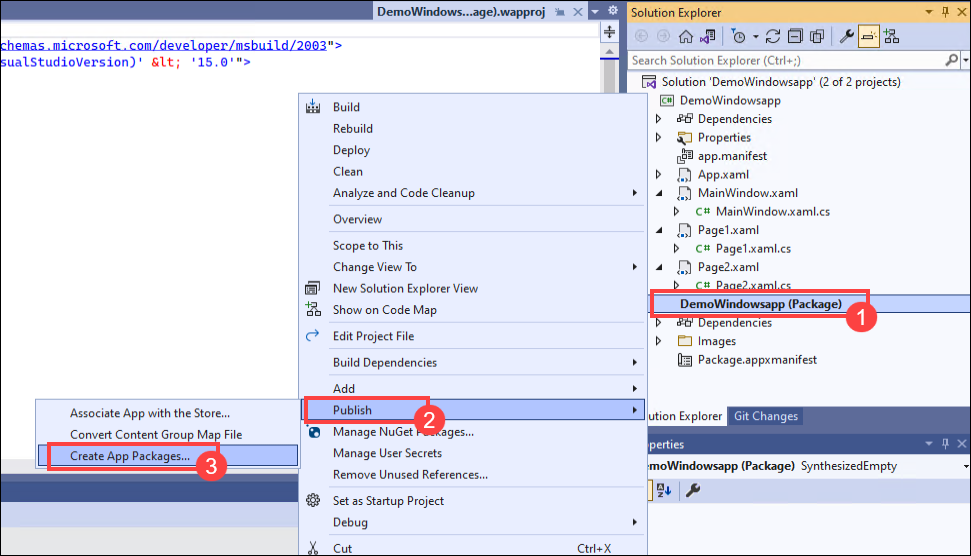 DemoWindows...age).wapproj
chemas.microsoft.com/developer/msbuild/2003">
sualStudioVersion)' &lt; '15.0'">
Solution Explorer
Search Solution Explorer (Ctrl+;)
Solution 'DemoWindowsapp' (2 of 2 projects)
C# DemoWindowsapp
Dependencies
Properties
app.manifest
App.xaml
MainWindow.xaml
C# MainWindow.xaml.cs
Page1.xaml
C# Page1.xaml.cs
Page2.xaml
C# Page2.xaml.cs
DemoWindowsapp (Package)
1
Dependencies
Images
Package.appxmanifest
ution Explorer
Git Changes
operties
emoWindowsapp (Package) SynthesizedEmpty
Build
Rebuild
Deploy
Clean
Analyze and Code Cleanup
Overview
Scope to This
Change View To
New Solution Explorer View
Show on Code Map
Edit Project File
Build Dependencies
Add
Publish
2
Manage NuGet Packages...
Manage User Secrets
Remove Unused References...
Set as Startup Project
Debug
Cut Ctrl+X
Associate App with the Store...
Convert Content Group Map File
Create App Packages...
3